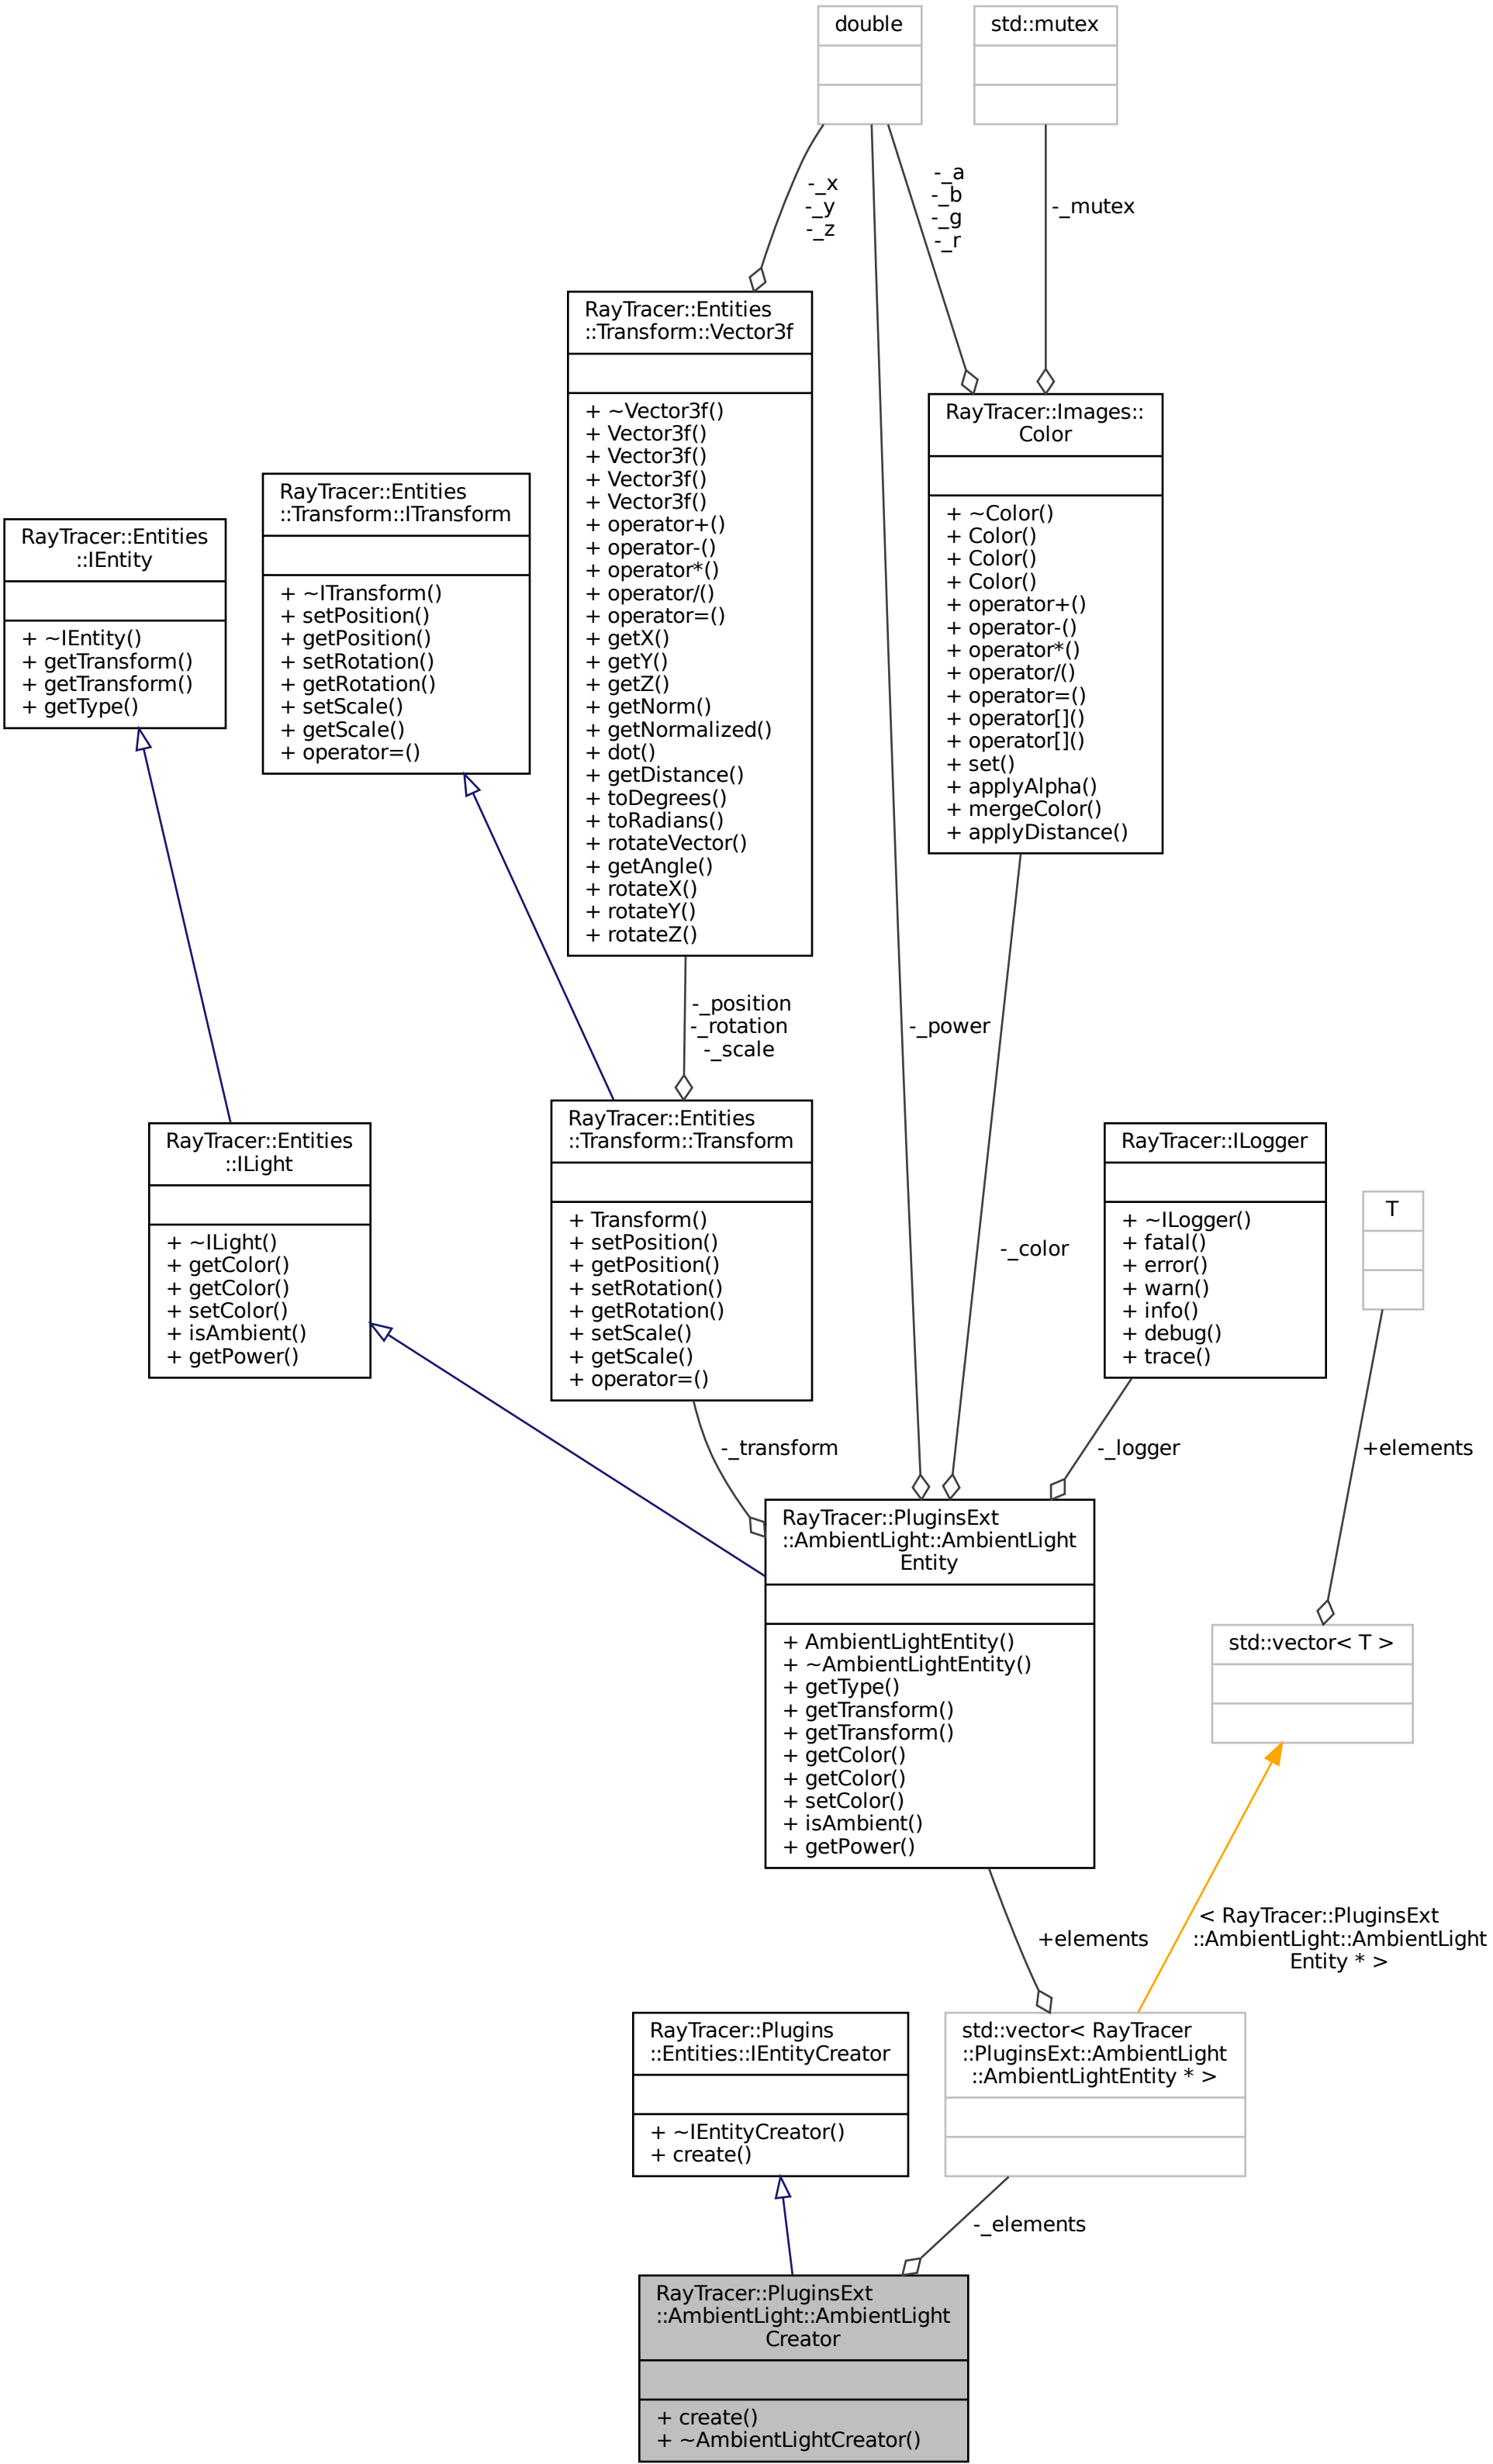 double
std::mutex
-_x
-_y
-_z
-_a
-_b
-_g
-_r
-_mutex
RayTracer::Entities
::Transform::Vector3f
+ ~Vector3f()
+ Vector3f()
+ Vector3f()
+ Vector3f()
+ Vector3f()
+ operator+()
+ operator-()
+ operator*()
+ operator/()
+ operator=()
+ getX()
+ getY()
+ getZ()
+ getNorm()
+ getNormalized()
+ dot()
+ getDistance()
+ toDegrees()
+ toRadians()
+ rotateVector()
+ getAngle()
+ rotateX()
+ rotateY()
+ rotateZ()
RayTracer::Images::
Color
+ ~Color()
+ Color()
+ Color()
+ Color()
+ operator+()
+ operator-()
+ operator*()
+ operator/()
+ operator=()
+ operator[]()
+ operator[]()
+ set()
+ applyAlpha()
+ mergeColor()
+ applyDistance()
RayTracer::Entities
::Transform::ITransform
+ ~ITransform()
+ setPosition()
+ getPosition()
+ setRotation()
+ getRotation()
+ setScale()
+ getScale()
+ operator=()
RayTracer::Entities
::IEntity
+ ~IEntity()
+ getTransform()
+ getTransform()
+ getType()
-_position
-_rotation
-_scale
-_power
RayTracer::Entities
::ILight
+ ~ILight()
+ getColor()
+ getColor()
+ setColor()
+ isAmbient()
+ getPower()
RayTracer::Entities
::Transform::Transform
+ Transform()
+ setPosition()
+ getPosition()
+ setRotation()
+ getRotation()
+ setScale()
+ getScale()
+ operator=()
-_color
RayTracer::ILogger
+ ~ILogger()
+ fatal()
+ error()
+ warn()
+ info()
+ debug()
+ trace()
T
-_transform
-_logger
+elements
RayTracer::PluginsExt
::AmbientLight::AmbientLight
Entity
+ AmbientLightEntity()
+ ~AmbientLightEntity()
+ getType()
+ getTransform()
+ getTransform()
+ getColor()
+ getColor()
+ setColor()
+ isAmbient()
+ getPower()
std::vector< T >
+elements
< RayTracer::PluginsExt
::AmbientLight::AmbientLight
Entity * >
RayTracer::Plugins
::Entities::IEntityCreator
+ ~IEntityCreator()
+ create()
std::vector< RayTracer
::PluginsExt::AmbientLight
::AmbientLightEntity * >
-_elements
RayTracer::PluginsExt
::AmbientLight::AmbientLight
Creator
+ create()
+ ~AmbientLightCreator()